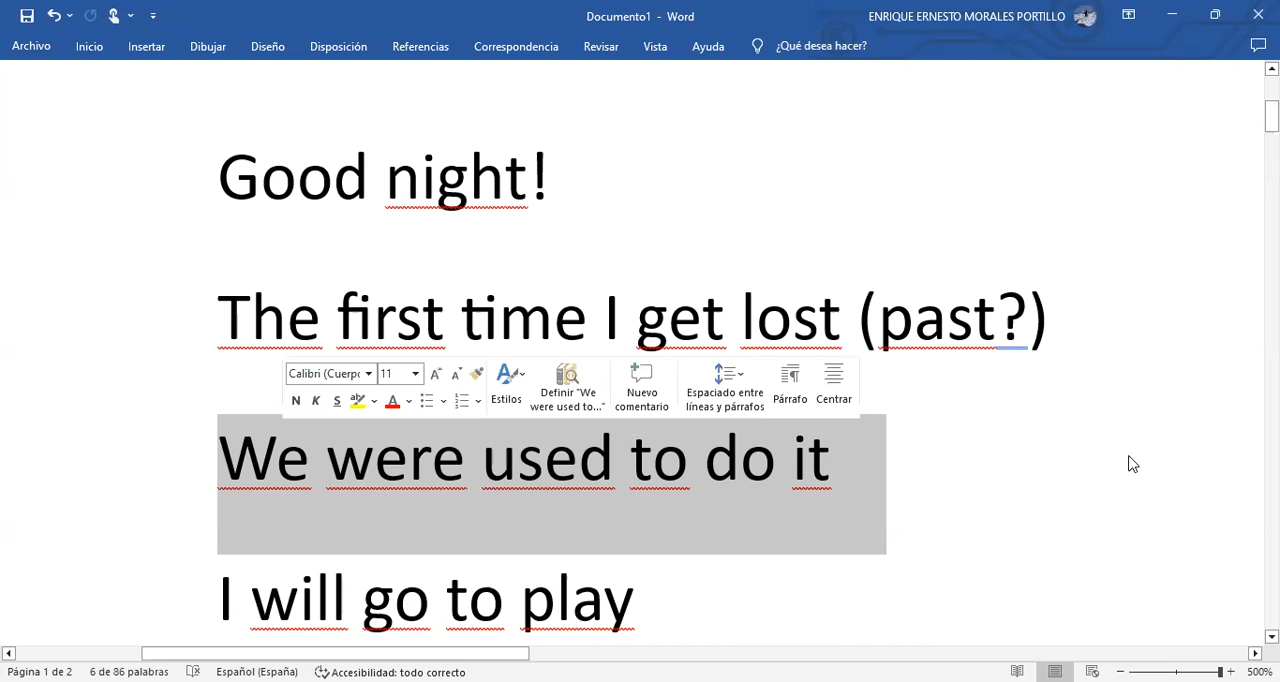 Documento1 - Word
ENRIQUE ERNESTO MORALES PORTILLO
Archivo Inicio Insertar Dibujar Diseño Disposición Referencias Correspondencia Revisar Vista Ayuda ¿Qué desea hacer?
Good night!
The first time I get lost (past?)
Calibri (Cuerpc 11
N K S
Estilos
Definir "We were used to..."
Nuevo comentario
Espaciado entre líneas y párrafos
Párrafo
Centrar
We were used to do it
I will go to play
Página 1 de 2 6 de 86 palabras Español (España) Accesibilidad: todo correcto 500%